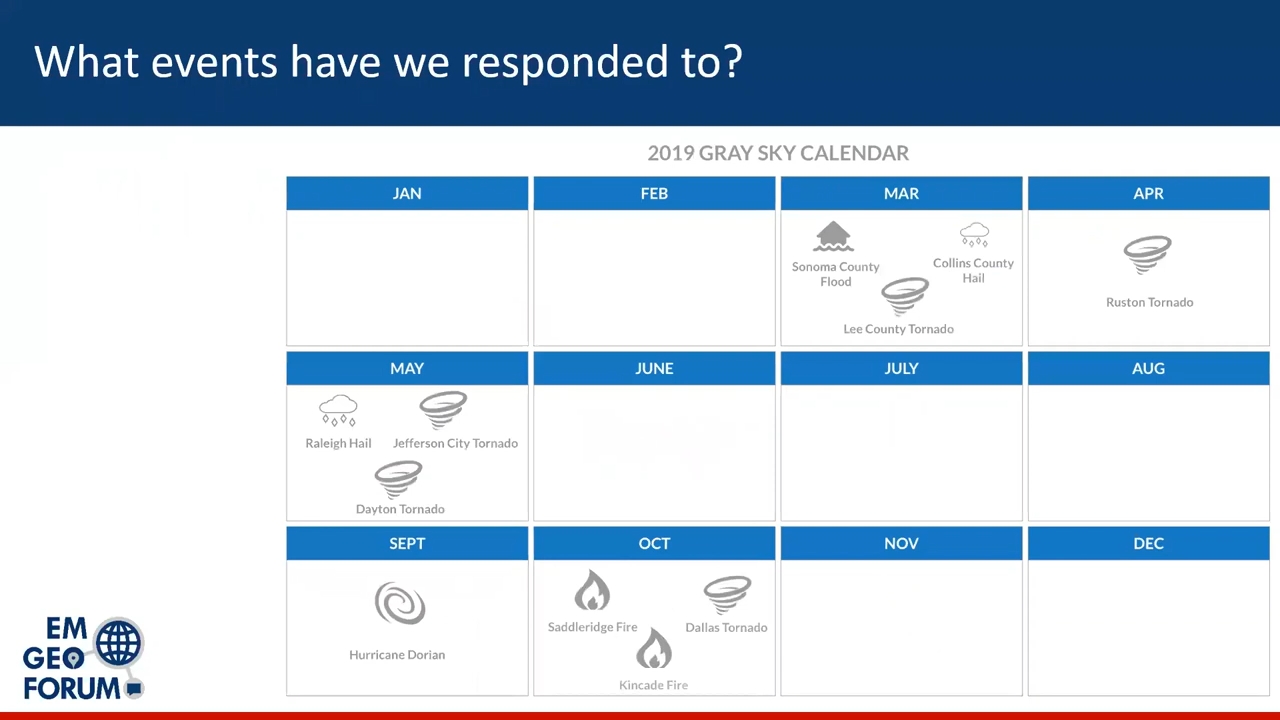 What events have we responded to?
2019 GRAY SKY CALENDAR
JAN
FEB
MAR
Sonoma County
Flood
Collins County
Hail
Lee County Tornado
APR
Ruston Tornado
MAY
Raleigh Hail
Jefferson City Tornado
Dayton Tornado
JUNE
JULY
AUG
SEPT
Hurricane Dorian
OCT
Saddleridge Fire
Dallas Tornado
Kincade Fire
NOV
DEC
EM
GEO
FORUM